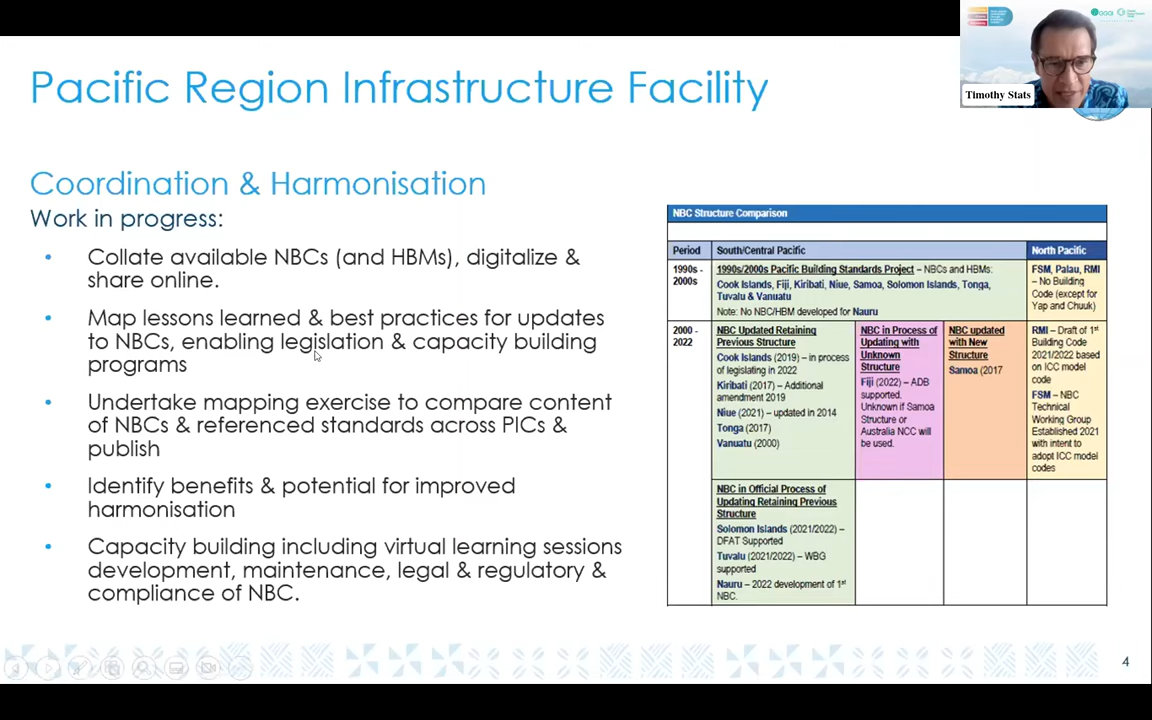 Timothy Stats
Pacific Region Infrastructure Facility
Coordination & Harmonisation
Work in progress:
• Collate available NBCs (and HBMs), digitalize &
share online.
• Map lessons learned & best practices for updates
to NBCs, enabling legislation & capacity building
programs
• Undertake mapping exercise to compare content
of NBCs & referenced standards across PICs &
publish
• Identify benefits & potential for improved
harmonisation
• Capacity building including virtual learning sessions
development, maintenance, legal & regulatory &
compliance of NBC.
NBC Structure Comparison
Period
South/Central Pacific
North Pacific
1990s -
2000s
1990s/2000s Pacific Building Standards Project – NBCs and HBMs:
Cook Islands, Fiji, Kiribati, Niue, Samoa, Solomon Islands, Tonga,
Tuvalu & Vanuatu
Note: No NBC/HBM developed for Nauru
FSM, Palau, RMI
– No Building
Code (except for
Yap and Chuuk)
2000 -
2022
NBC Updated Retaining
Previous Structure
Cook Islands (2019) – in process
of legislating in 2022
Kiribati (2017) – Additional
amendment 2019
Niue (2021) – updated in 2014
Tonga (2017)
Vanuatu (2000)
NBC in Process of
Updating with
Unknown
Structure
Fiji (2022) – ADB
supported.
Unknown if Samoa
Structure or
Australia NCC will
be used.
NBC updated
with New
Structure
Samoa (2017
RMI – Draft of 1st
Building Code
2021/2022 based
on ICC model
code
FSM – NBC
Technical
Working Group
Established 2021
with intent to
adopt ICC model
codes
NBC in Official Process of
Updating Retaining Previous
Structure
Solomon Islands (2021/2022) –
DFAT Supported
Tuvalu (2021/2022) – WBG
supported
Nauru – 2022 development of 1st
NBC.
4